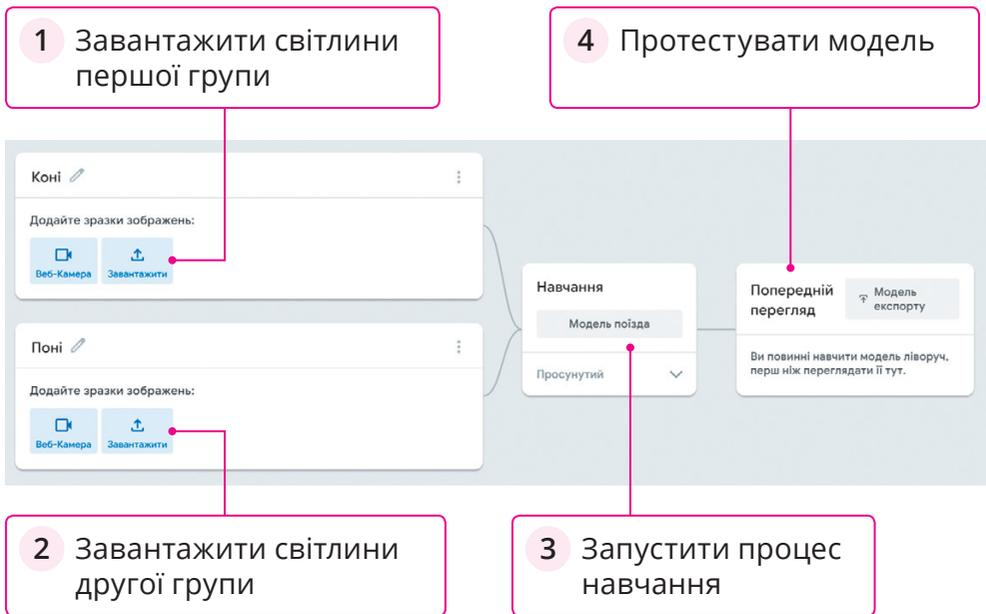 1 Завантажити світлини
першої групи
4 Протестувати модель
Коні
Додайте зразки зображень:
Веб-Камера Завантажити
Поні
Додайте зразки зображень:
Веб-Камера Завантажити
Навчання
Модель поїзда
Просунутий
Попередній
перегляд
Модель
експорту
Ви повинні навчити модель ліворуч,
перш ніж переглядати її тут.
2 Завантажити світлини
другої групи
3 Запустити процес
навчання